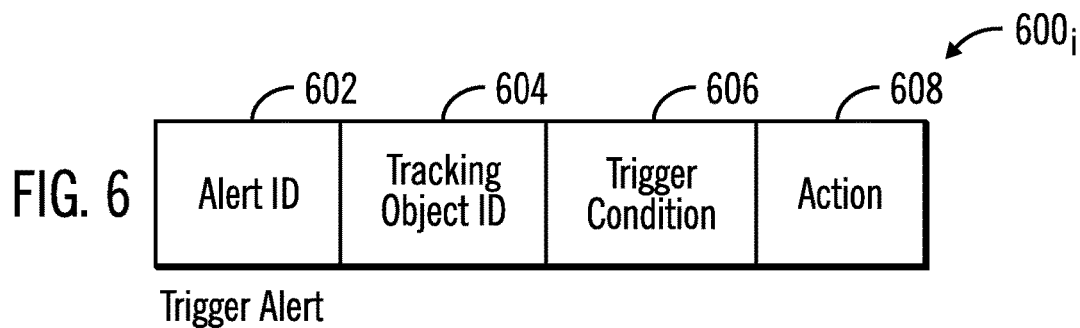 600i
602 604 606 608
FIG. 6 Alert ID Tracking Object ID Trigger Condition Action
Trigger Alert